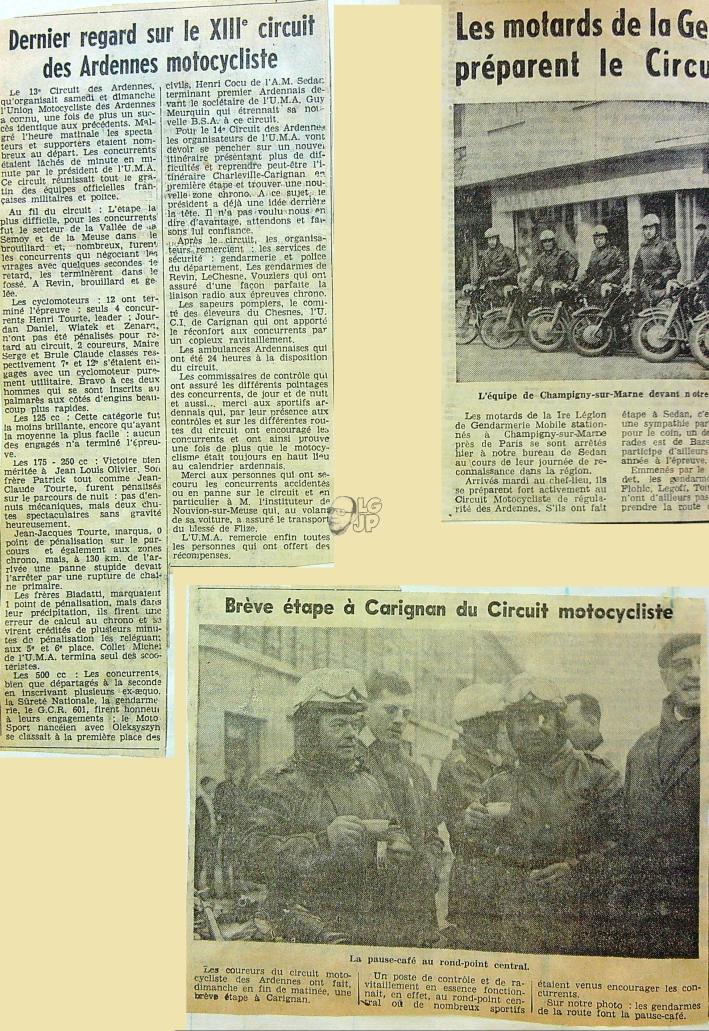 Dernier regard sur le XIIIe circuit
des Ardennes motocycliste
Le 13e Circuit des Ardennes,
qu'organisait samedi et dimanche
l'Union Motocycliste des Ardennes
a connu, une fois de plus un suc-
cès identique aux précédents. Mal-
gré l'heure matinale les specta-
teurs et supporters étaient nom-
breux au départ. Les concurrents
étaient lâchés de minute en mi-
nute par le président de l'U.M.A.
Ce circuit réunissait tout le gra-
tin des équipes officielles fran-
çaises militaires et police.
Au fil du circuit : L'étape la
plus difficile, pour les concurrents
fut le secteur de la Vallée de la
Semoy et de la Meuse dans le
brouillard et, nombreux, furent
les concurrents qui négociant les
virages avec quelques secondes de
retard, les terminèrent dans le
fossé. A Revin, brouillard et ge-
lée.
Les cyclomoteurs : 12 ont ter-
miné l'épreuve : seuls 4 concur-
rents Henri Tourte, leader ; Jour-
dan Daniel, Wiatek et Zenard,
n'ont pas été pénalisés pour re-
tard au circuit, 2 coureurs, Maire
Serge et Brule Claude classés res-
pectivement 7e et 12e s'étaient en-
gagés avec un cyclomoteur pure-
ment utilitaire. Bravo à ces deux
hommes qui se sont inscrits au
palmarès aux côtés d'engins beau-
coup plus rapides.
Les 125 cc : Cette catégorie fut
la moins brillante, encore qu'ayant
la moyenne la plus facile : aucun
des engagés n'a terminé l'épreu-
ve.
Les 175 - 250 cc : Victoire bien
méritée à Jean Louis Olivier. Son
frère Patrick tout comme Jean-
Claude Tourte, furent pénalisés
sur le parcours de nuit : pas d'en-
nuis mécaniques, mais deux chu-
tes spectaculaires sans gravité
heureusement.
Jean-Jacques Tourte, marqua, 0
point de pénalisation sur le par-
cours et également aux zones
chrono, mais, à 130 km. de l'ar-
rivée une panne stupide devait
l'arrêter par une rupture de chaî-
ne primaire.
Les frères Biadatti, marquaient
1 point de pénalisation, mais dans
leur précipitation, ils firent une
erreur de calcul au chrono et se
virent crédités de plusieurs minu-
tes de pénalisation les reléguant
aux 5e et 6e place. Collet Michel
de l'U.M.A. termina seul des scoo-
téristes.
Les 500 cc : Les concurrents,
bien que départagés à la seconde
en inscrivant plusieurs ex-æquo,
la Sûreté Nationale, la gendarme-
rie, le G.C.R. 601, firent honneur
à leurs engagements ; le Moto
Sport nancéien avec Oleksyszyn
se classait à la première place des
civils, Henri Cocu de l'A.M. Sedan
terminant premier Ardennais de-
vant le sociétaire de l'U.M.A. Guy
Meurquin qui étrennait sa nou-
velle B.S.A. à ce circuit.
Pour le 14e Circuit des Ardennes
les organisateurs de l'U.M.A. vont
devoir se pencher sur un nouvel
itinéraire présentant plus de dif-
ficultés et reprendre peut-être l'i-
tinéraire Charleville-Carignan en
première étape et trouver une nou-
velle zone chrono. A ce sujet, le
président a déjà une idée derrière
la tête. Il n'a pas voulu nous en
dire d'avantage, attendons et fai-
sons lui confiance.
Après le circuit, les organisa-
teurs remercient : les services de
sécurité : gendarmerie et police
du département. Les gendarmes de
Revin, LeChesne, Vouziers qui ont
assuré d'une façon parfaite la
liaison radio aux épreuves chrono.
Les sapeurs pompiers, le comi-
té des éleveurs du Chesnes, l'U.
C.I. de Carignan qui ont apporté
le réconfort aux concurrents par
un copieux ravitaillement.
Les ambulances Ardennaises qui
ont été 24 heures à la disposition
du circuit.
Les commissaires de contrôle qui
ont assuré les différents pointages
des concurrents, de jour et de nuit
et aussi... merci aux sportifs ar-
dennais qui, par leur présence aux
contrôles et sur les différentes rou-
tes du circuit ont encouragé les
concurrents et ont ainsi prouvé
une fois de plus que le motocy-
clisme était toujours en haut lieu
au calendrier ardennais.
Merci aux personnes qui ont se-
couru les concurrents accidentés
ou en panne sur le circuit et en
particulier à M. l'instituteur de
Nouvion-sur-Meuse qui, au volant
de sa voiture, a assuré le transport
du blessé de Flize.
L'U.M.A. remercie enfin toutes
les personnes qui ont offert des
récompenses.
Les motards de la Ge
préparent le Circu
L'équipe de Champigny-sur-Marne devant notre
Les motards de la Ire Légion
de Gendarmerie Mobile station-
nés à Champigny-sur-Marne
près de Paris se sont arrêtés
hier à notre bureau de Sedan
au cours de leur journée de re-
connaissance dans la région.
Arrivés mardi au chef-lieu, ils
se préparent fort activement au
Circuit Motocycliste de régula-
rité des Ardennes. S'ils ont fait
étape à Sedan, c'e
une sympathie par
pour le coin, un de
rades est de Baze
participe d'ailleurs
année à l'épreuve.
Emmenés par le
det, les gendarme
Plohic, Legoff, Tou
n'ont d'ailleurs pas
prendre la route d
LG
JP
Brève étape à Carignan du Circuit motocycliste
La pause-café au rond-point central.
Les coureurs du circuit moto-
cycliste des Ardennes ont fait,
dimanche en fin de matinée, une
brève étape à Carignan.
Un poste de contrôle et de ra-
vitaillement en essence fonction-
nait, en effet, au rond-point cen-
tral où de nombreux sportifs
étaient venus encourager les con-
currents.
Sur notre photo : les gendarmes
de la route font la pause-café.